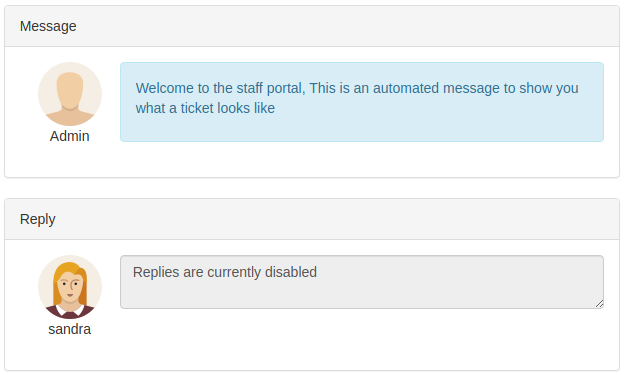 Message
Welcome to the staff portal, This is an automated message to show you
what a ticket looks like
Admin
Reply
Replies are currently disabled
sandra